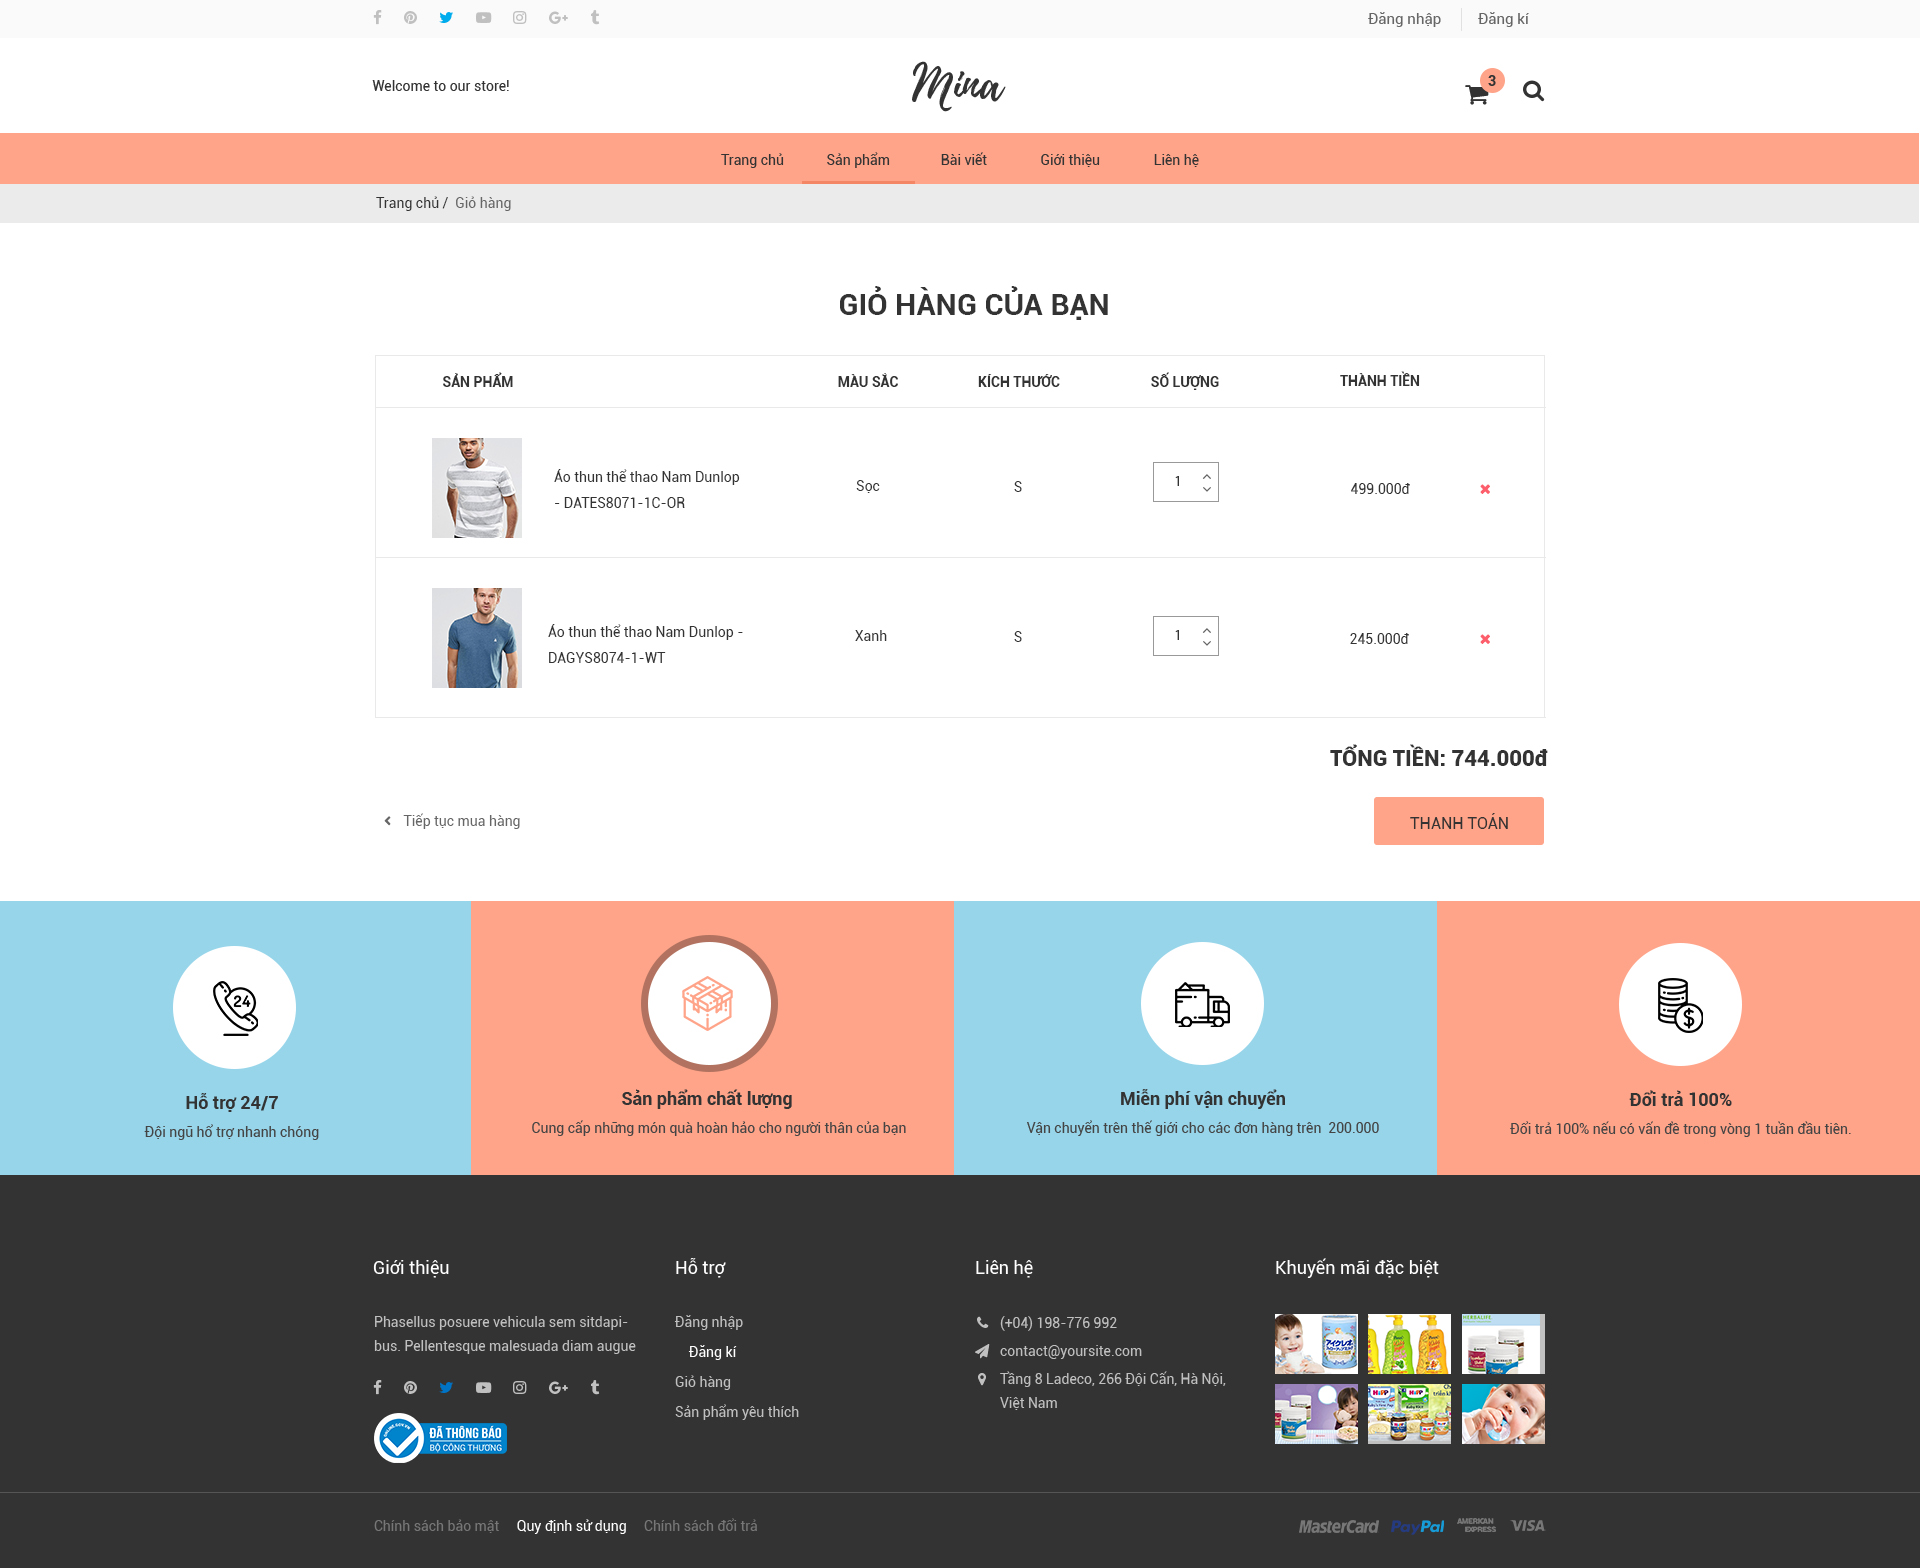 Đăng nhập
Đăng kí
Welcome to our store!
Mina
3
Trang chủ
Sản phẩm
Bài viết
Giới thiệu
Liên hệ
Trang chủ / Giỏ hàng
GIỎ HÀNG CỦA BẠN
SẢN PHẨM
MÀU SẮC
KÍCH THƯỚC
SỐ LƯỢNG
THÀNH TIỀN
Áo thun thể thao Nam Dunlop
- DATES8071-1C-OR
Sọc
S
1
499.000đ
Áo thun thể thao Nam Dunlop -
DAGYS8074-1-WT
Xanh
S
1
245.000đ
TỔNG TIỀN: 744.000đ
Tiếp tục mua hàng
THANH TOÁN
24
Hỗ trợ 24/7
Đội ngũ hổ trợ nhanh chóng
Sản phẩm chất lượng
Cung cấp những món quà hoàn hảo cho người thân của bạn
Miễn phí vận chuyển
Vận chuyển trên thế giới cho các đơn hàng trên 200.000
Đổi trả 100%
Đổi trả 100% nếu có vấn đề trong vòng 1 tuần đầu tiên.
Giới thiệu
Phasellus posuere vehicula sem sitdapi-
bus. Pellentesque malesuada diam augue
ĐÃ THÔNG BÁO
BỘ CÔNG THƯƠNG
Hỗ trợ
Đăng nhập
Đăng kí
Giỏ hàng
Sản phẩm yêu thích
Liên hệ
(+04) 198-776 992
contact@yoursite.com
Tầng 8 Ladeco, 266 Đội Cấn, Hà Nội,
Việt Nam
Khuyến mãi đặc biệt
HERBALIFE
HiPP
HiPP
Chính sách bảo mật
Quy định sử dụng
Chính sách đổi trả
MasterCard
PayPal
AMERICAN
EXPRESS
VISA